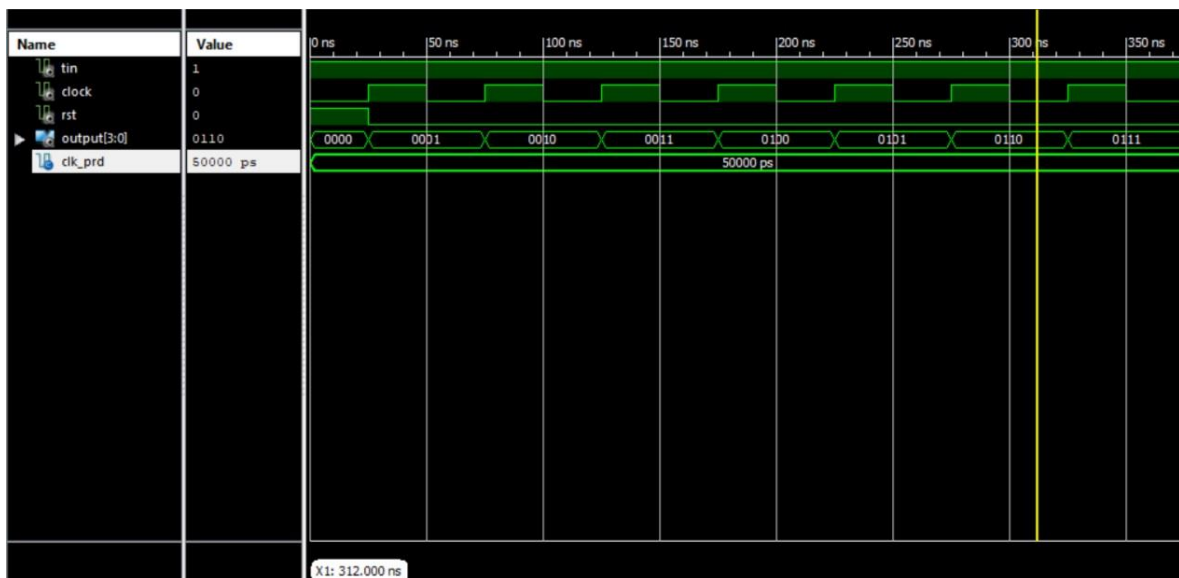 Name Value 0 ns 50 ns 100 ns 150 ns 200 ns 250 ns 300 ns 350 ns
tin 1
clock 0
rst 0
output[3:0] 0110 0000 0001 0010 0011 0100 0101 0110 0111
clk_prd 50000 ps 50000 ps
X1: 312.000 ns